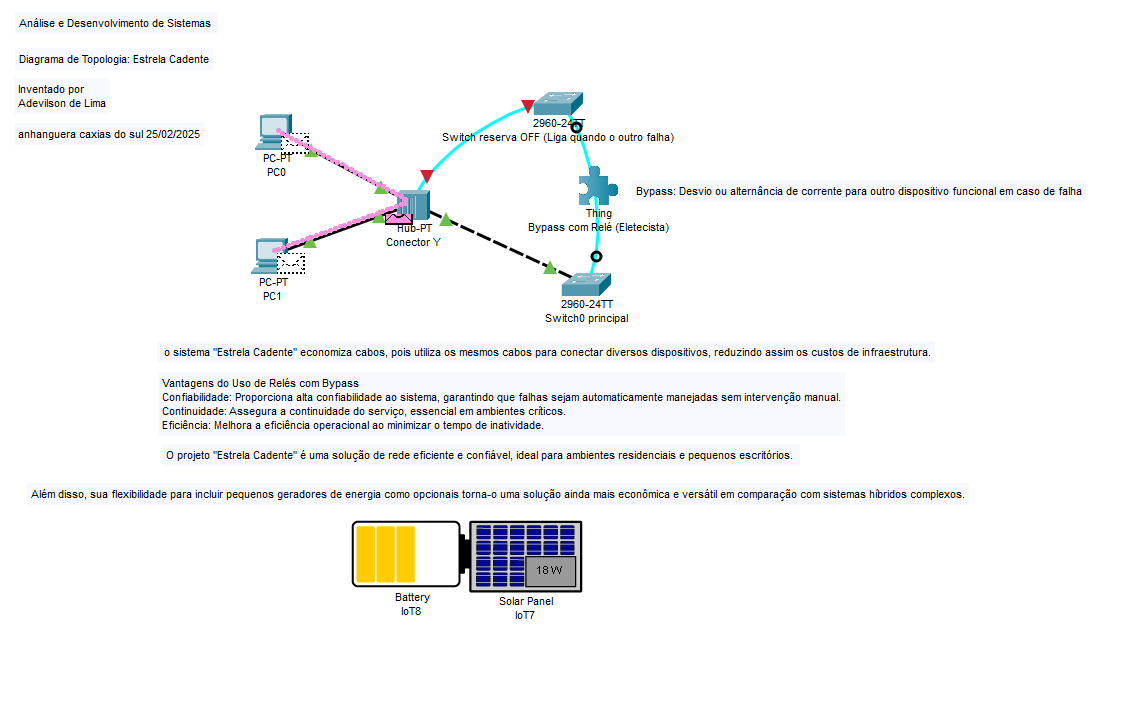 Análise e Desenvolvimento de Sistemas
Diagrama de Topologia: Estrela Cadente
Inventado por
Adevilson de Lima
anhanguera caxias do sul 25/02/2025
2960-24TT
Switch reserva OFF (Liga quando o outro falha)
PC-PT
PC0
Bypass: Desvio ou alternância de corrente para outro dispositivo funcional em caso de falha
Thing
Bypass com Relé (Eletecista)
Hub-PT
Conector Y
PC-PT
PC1
2960-24TT
Switch0 principal
o sistema "Estrela Cadente" economiza cabos, pois utiliza os mesmos cabos para conectar diversos dispositivos, reduzindo assim os custos de infraestrutura.
Vantagens do Uso de Relés com Bypass
Confiabilidade: Proporciona alta confiabilidade ao sistema, garantindo que falhas sejam automaticamente manejadas sem intervenção manual.
Continuidade: Assegura a continuidade do serviço, essencial em ambientes críticos.
Eficiência: Melhora a eficiência operacional ao minimizar o tempo de inatividade.
O projeto "Estrela Cadente" é uma solução de rede eficiente e confiável, ideal para ambientes residenciais e pequenos escritórios.
Além disso, sua flexibilidade para incluir pequenos geradores de energia como opcionais torna-o uma solução ainda mais econômica e versátil em comparação com sistemas híbridos complexos.
18 W
Battery
IoT8
Solar Panel
IoT7